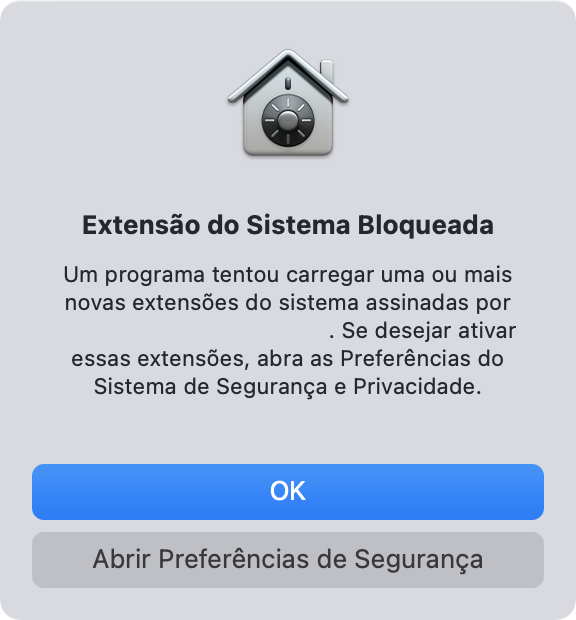 Extensão do Sistema Bloqueada
Um programa tentou carregar uma ou mais
novas extensões do sistema assinadas por
. Se desejar ativar
essas extensões, abra as Preferências do
Sistema de Segurança e Privacidade.
OK
Abrir Preferências de Segurança